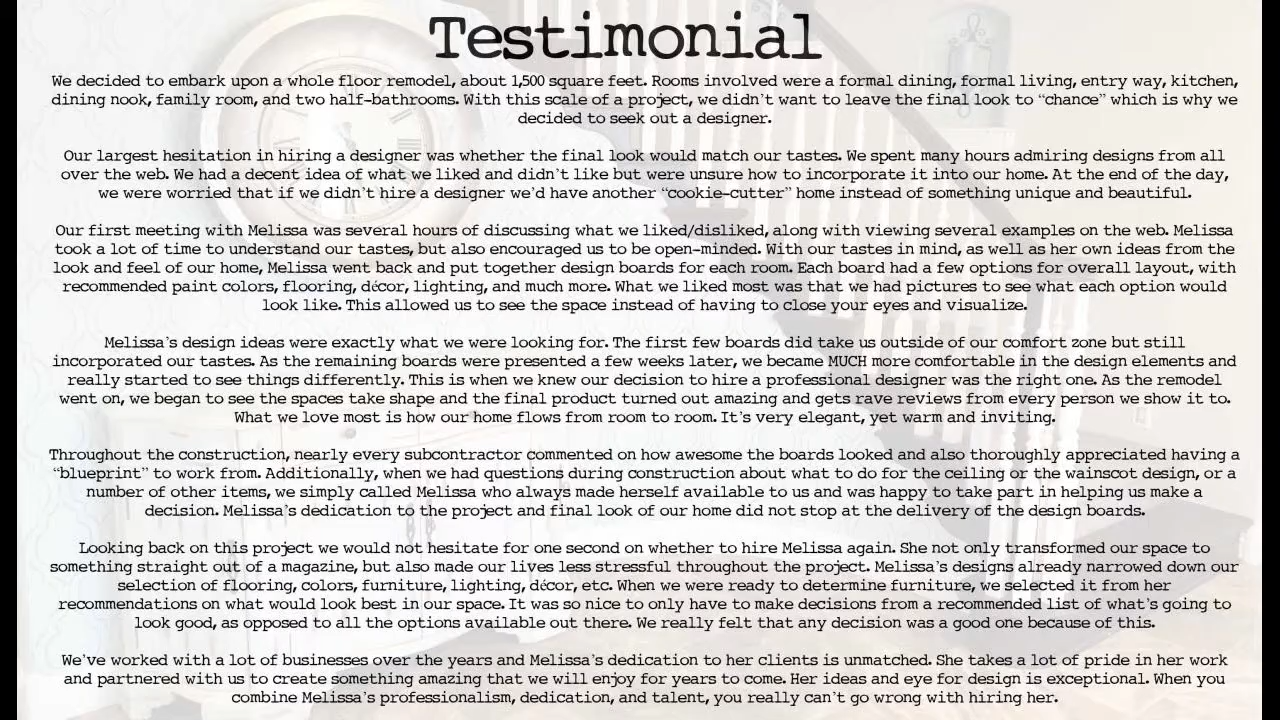 Testimonial
We decided to embark upon a whole floor remodel, about 1,500 square feet. Rooms involved were a formal dining, formal living, entry way, kitchen,
dining nook, family room, and two half-bathrooms. With this scale of a project, we didn't want to leave the final look to “chance” which is why we
decided to seek out a designer.
Our largest hesitation in hiring a designer was whether the final look would match our tastes. We spent many hours admiring designs from all
over the web. We had a decent idea of what we liked and didn't like but were unsure how to incorporate it into our home. At the end of the day,
we were worried that if we didn't hire a designer we'd have another “cookie-cutter” home instead of something unique and beautiful.
Our first meeting with Melissa was several hours of discussing what we liked/disliked, along with viewing several examples on the web. Melissa
took a lot of time to understand our tastes, but also encouraged us to be open-minded. With our tastes in mind, as well as her own ideas from the
look and feel of our home, Melissa went back and put together design boards for each room. Each board had a few options for overall layout, with
recommended paint colors, flooring, décor, lighting, and much more. What we liked most was that we had pictures to see what each option would
look like. This allowed us to see the space instead of having to close your eyes and visualize.
Melissa's design ideas were exactly what we were looking for. The first few boards did take us outside of our comfort zone but still
incorporated our tastes. As the remaining boards were presented a few weeks later, we became MUCH more comfortable in the design elements and
really started to see things differently. This is when we knew our decision to hire a professional designer was the right one. As the remodel
went on, we began to see the spaces take shape and the final product turned out amazing and gets rave reviews from every person we show it to.
What we love most is how our home flows from room to room. It's very elegant, yet warm and inviting.
Throughout the construction, nearly every subcontractor commented on how awesome the boards looked and also thoroughly appreciated having a
“blueprint” to work from. Additionally, when we had questions during construction about what to do for the ceiling or the wainscot design, or a
number of other items, we simply called Melissa who always made herself available to us and was happy to take part in helping us make a
decision. Melissa's dedication to the project and final look of our home did not stop at the delivery of the design boards.
Looking back on this project we would not hesitate for one second on whether to hire Melissa again. She not only transformed our space to
something straight out of a magazine, but also made our lives less stressful throughout the project. Melissa's designs already narrowed down our
selection of flooring, colors, furniture, lighting, décor, etc. When we were ready to determine furniture, we selected it from her
recommendations on what would look best in our space. It was so nice to only have to make decisions from a recommended list of what's going to
look good, as opposed to all the options available out there. We really felt that any decision was a good one because of this.
We've worked with a lot of businesses over the years and Melissa's dedication to her clients is unmatched. She takes a lot of pride in her work
and partnered with us to create something amazing that we will enjoy for years to come. Her ideas and eye for design is exceptional. When you
combine Melissa's professionalism, dedication, and talent, you really can't go wrong with hiring her.